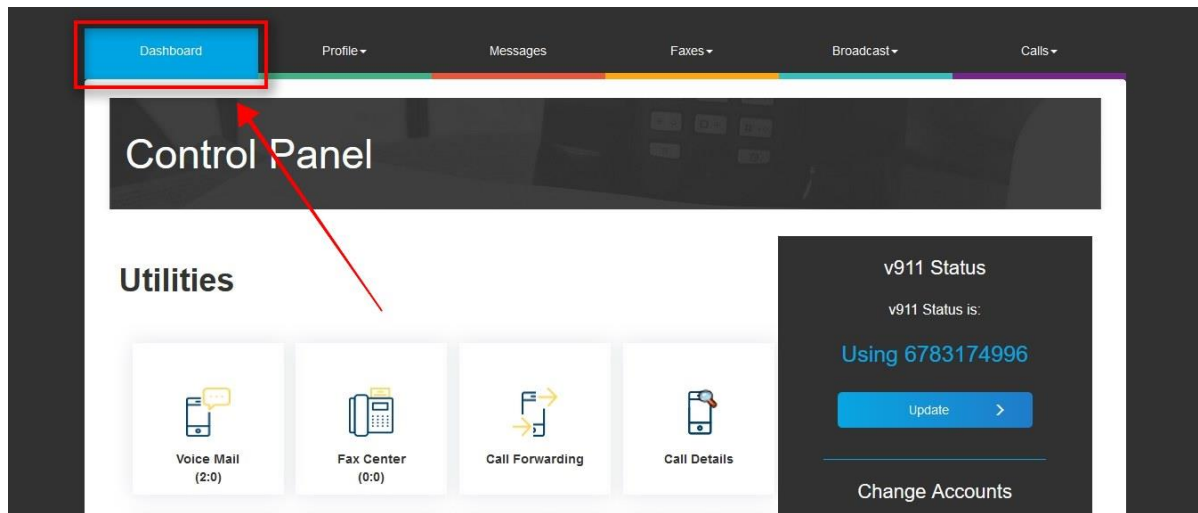 Dashboard
Profile
Messages
Faxes
Broadcast
Calls
Control Panel
Utilities
Voice Mail
(2:0)
Fax Center
(0:0)
Call Forwarding
Call Details
v911 Status
v911 Status is:
Using 6783174996
Update
Change Accounts